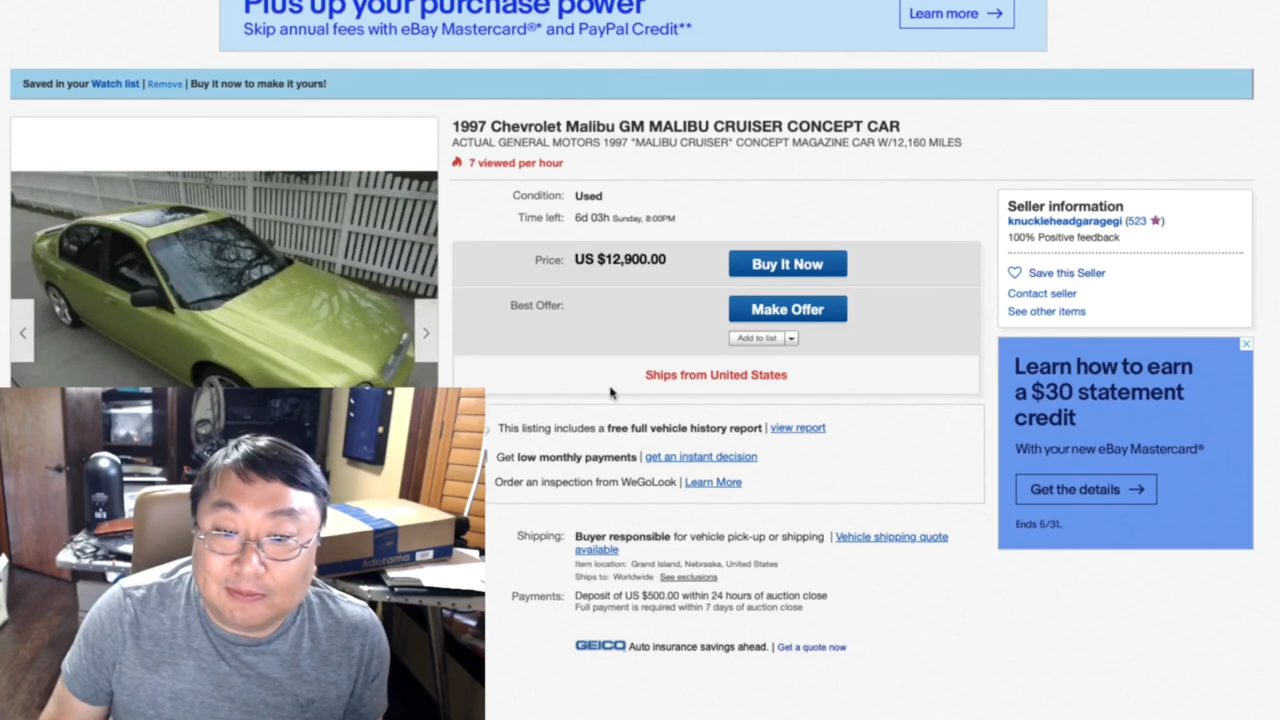 Plus up your purchase power
Skip annual fees with eBay Mastercard®* and PayPal Credit**
Learn more →
Saved in your Watch list | Remove | Buy it now to make it yours!
1997 Chevrolet Malibu GM MALIBU CRUISER CONCEPT CAR
ACTUAL GENERAL MOTORS 1997 "MALIBU CRUISER" CONCEPT MAGAZINE CAR W/12,160 MILES
7 viewed per hour
Condition: Used
Time left: 6d 03h Sunday, 8:00PM
Price: US $12,900.00
Buy It Now
Best Offer:
Make Offer
Add to list
Ships from United States
This listing includes a free full vehicle history report | view report
Get low monthly payments | get an instant decision
Order an inspection from WeGoLook | Learn More
Shipping: Buyer responsible for vehicle pick-up or shipping | Vehicle shipping quote
available
Item location: Grand Island, Nebraska, United States
Ships to: Worldwide See exclusions
Payments: Deposit of US $500.00 within 24 hours of auction close
Full payment is required within 7 days of auction close
GEICO Auto insurance savings ahead. | Get a quote now
Seller information
knuckleheadgaragegi (523 ★)
100% Positive feedback
Save this Seller
Contact seller
See other items
Learn how to earn
a $30 statement
credit
With your new eBay Mastercard®
Get the details →
Ends 5/31.
Adorama